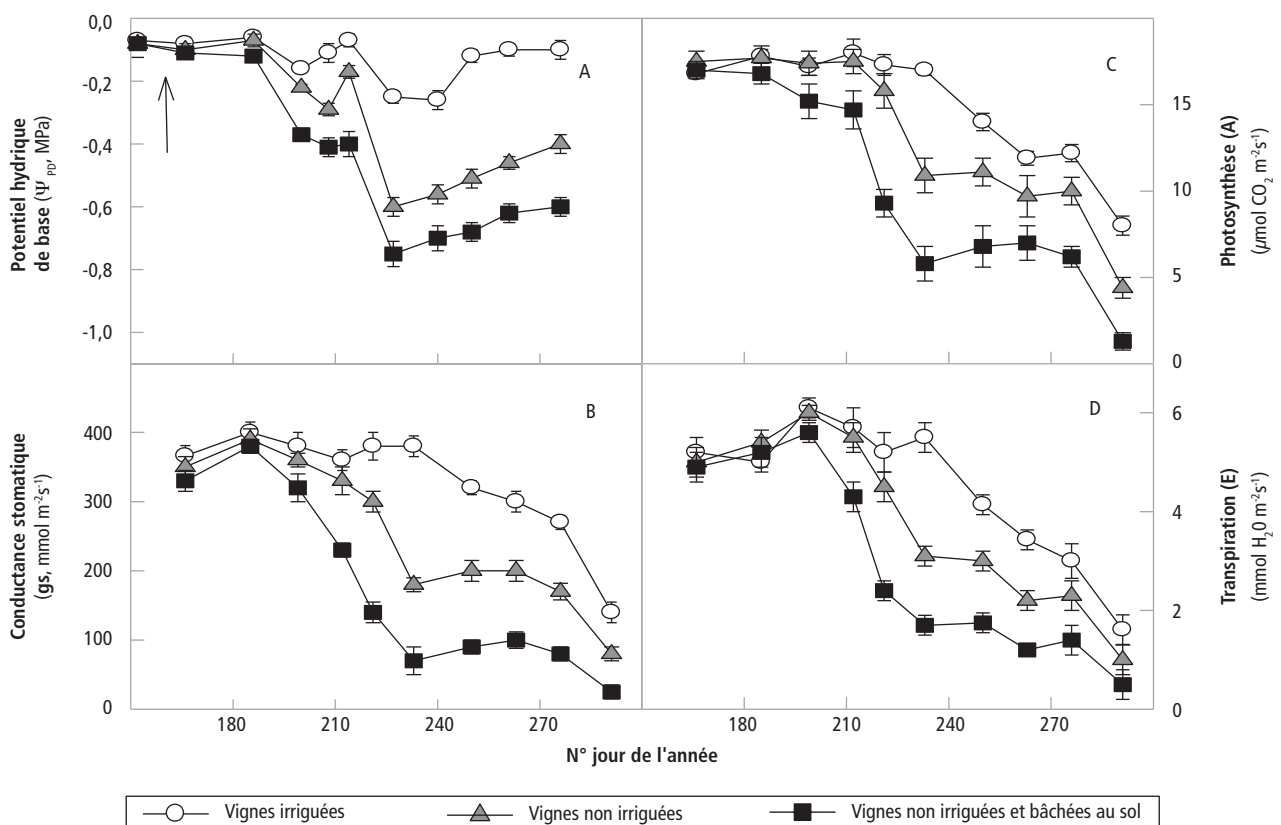 0,0
-0,2
-0,4
-0,6
-0,8
-1,0
Potentiel hydrique
de base (Ψ PD, MPa)
A
C
15
10
5
0
Photosynthèse (A)
(µmol CO2 m-2s-1)
400
300
200
100
0
Conductance stomatique
(gs, mmol m-2s-1)
B
D
6
4
2
0
Transpiration (E)
(mmol H20 m-2s-1)
180 210 240 270 180 210 240 270
N° jour de l'année
Vignes irriguées Vignes non irriguées Vignes non irriguées et bâchées au sol